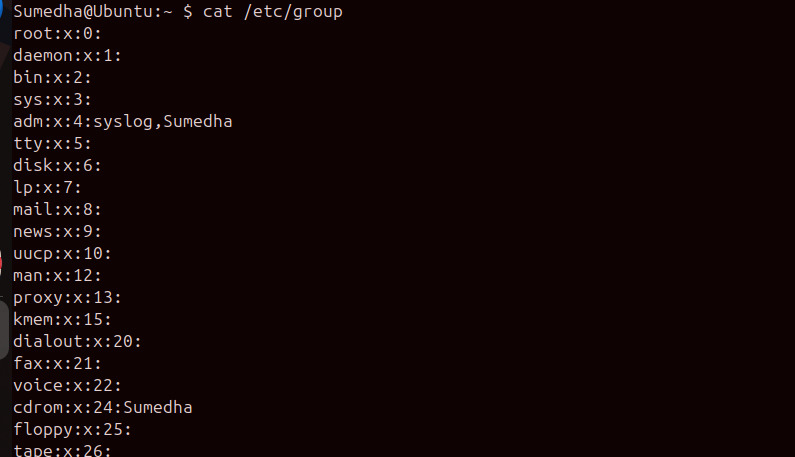 Sumedha@Ubuntu:~ $ cat /etc/group
root:x:0:
daemon:x:1:
bin:x:2:
sys:x:3:
adm:x:4:syslog,Sumedha
tty:x:5:
disk:x:6:
lp:x:7:
mail:x:8:
news:x:9:
uucp:x:10:
man:x:12:
proxy:x:13:
kmem:x:15:
dialout:x:20:
fax:x:21:
voice:x:22:
cdrom:x:24:Sumedha
floppy:x:25:
tape:x:26: